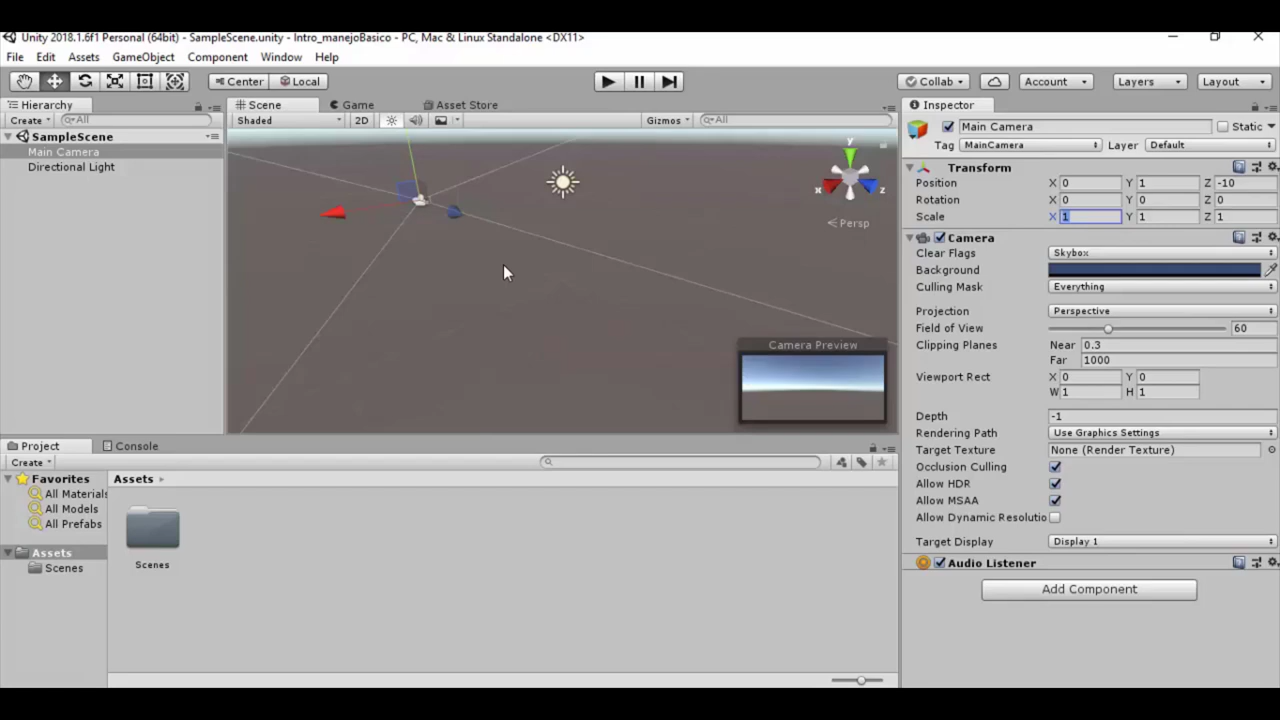 Unity 2018.1.6f1 Personal (64bit) - SampleScene.unity - Intro_manejoBasico - PC, Mac & Linux Standalone <DX11>
File Edit Assets GameObject Component Window Help
Center Local Collab Account Layers Layout
Hierarchy
Create All
SampleScene
Main Camera
Directional Light
Scene Game Asset Store
Shaded 2D Gizmos All
y
x z
Persp
Camera Preview
Inspector
Main Camera Static
Tag MainCamera Layer Default
Transform
Position X 0 Y 1 Z -10
Rotation X 0 Y 0 Z 0
Scale X 1 Y 1 Z 1
Camera
Clear Flags Skybox
Background
Culling Mask Everything
Projection Perspective
Field of View 60
Clipping Planes Near 0.3
Far 1000
Viewport Rect X 0 Y 0
W 1 H 1
Depth -1
Rendering Path Use Graphics Settings
Target Texture None (Render Texture)
Occlusion Culling
Allow HDR
Allow MSAA
Allow Dynamic Resolutio
Target Display Display 1
Audio Listener
Add Component
Project Console
Create
Favorites
All Materials
All Models
All Prefabs
Assets
Scenes
Assets
Scenes